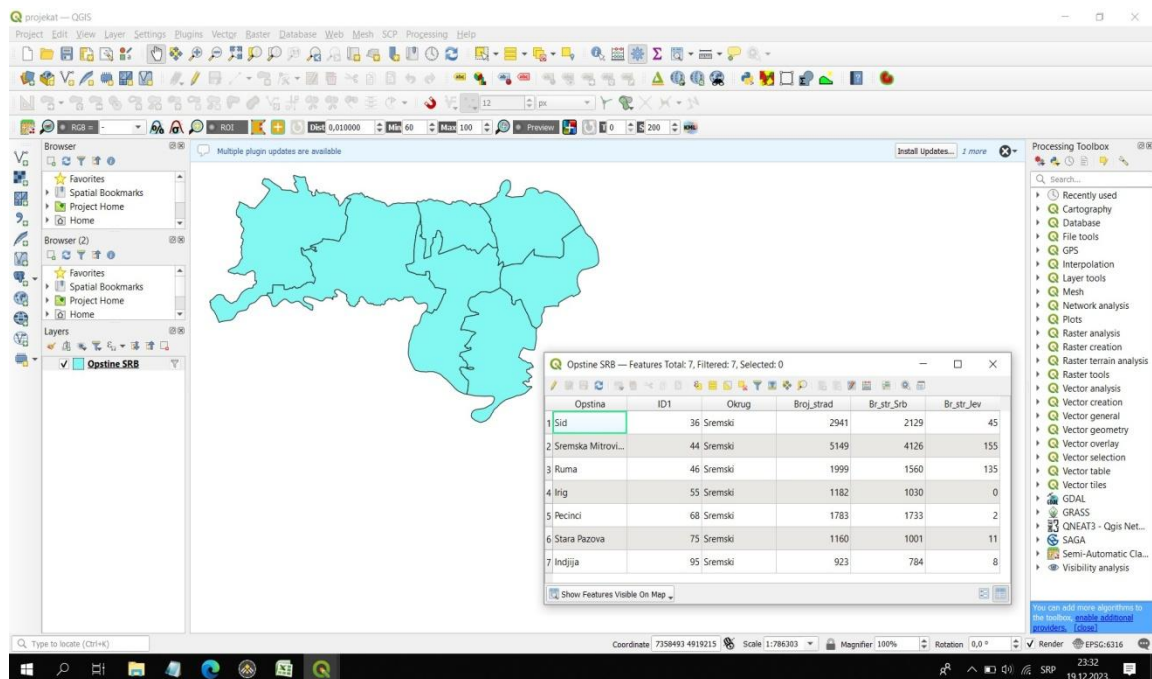 projekat — QGIS
Project Edit View Layer Settings Plugins Vector Raster Database Web Mesh SCP Processing Help
12 px
RGB = - ROI Dist 0,010000 Min 60 Max 100 Preview T 0 S 200 KML
Browser
Favorites
Spatial Bookmarks
Project Home
Home
Browser (2)
Favorites
Spatial Bookmarks
Project Home
Home
Layers
Opstine SRB
Multiple plugin updates are available Install Updates... 1 more
Opstine SRB — Features Total: 7, Filtered: 7, Selected: 0
Opstina ID1 Okrug Broj_strad Br_str_Srb Br_str_Jev
1 Sid 36 Sremski 2941 2129 45
2 Sremska Mitrovi... 44 Sremski 5149 4126 155
3 Ruma 46 Sremski 1999 1560 135
4 Irig 55 Sremski 1182 1030 0
5 Pecinci 68 Sremski 1783 1733 2
6 Stara Pazova 75 Sremski 1160 1001 11
7 Indjija 95 Sremski 923 784 8
Show Features Visible On Map
Processing Toolbox
Search...
Recently used
Cartography
Database
File tools
GPS
Interpolation
Layer tools
Mesh
Network analysis
Plots
Raster analysis
Raster creation
Raster terrain analysis
Raster tools
Vector analysis
Vector creation
Vector general
Vector geometry
Vector overlay
Vector selection
Vector table
Vector tiles
GDAL
GRASS
QNEAT3 - Qgis Net...
SAGA
Semi-Automatic Cla...
Visibility analysis
You can add more algorithms to
the toolbox, enable additional
providers. [close]
Type to locate (Ctrl+K) Coordinate 7358493 4919215 Scale 1:786303 Magnifier 100% Rotation 0,0 ° Render EPSG:6316
SRP 23:32
19.12.2023